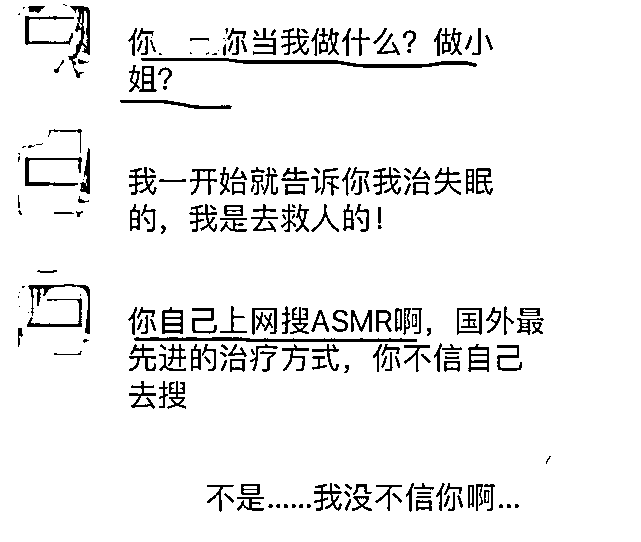 你 你当我做什么？做小
姐？
我一开始就告诉你我治失眠
的，我是去救人的！
你自己上网搜ASMR啊，国外最
先进的治疗方式，你不信自己
去搜
不是......我没不信你啊...